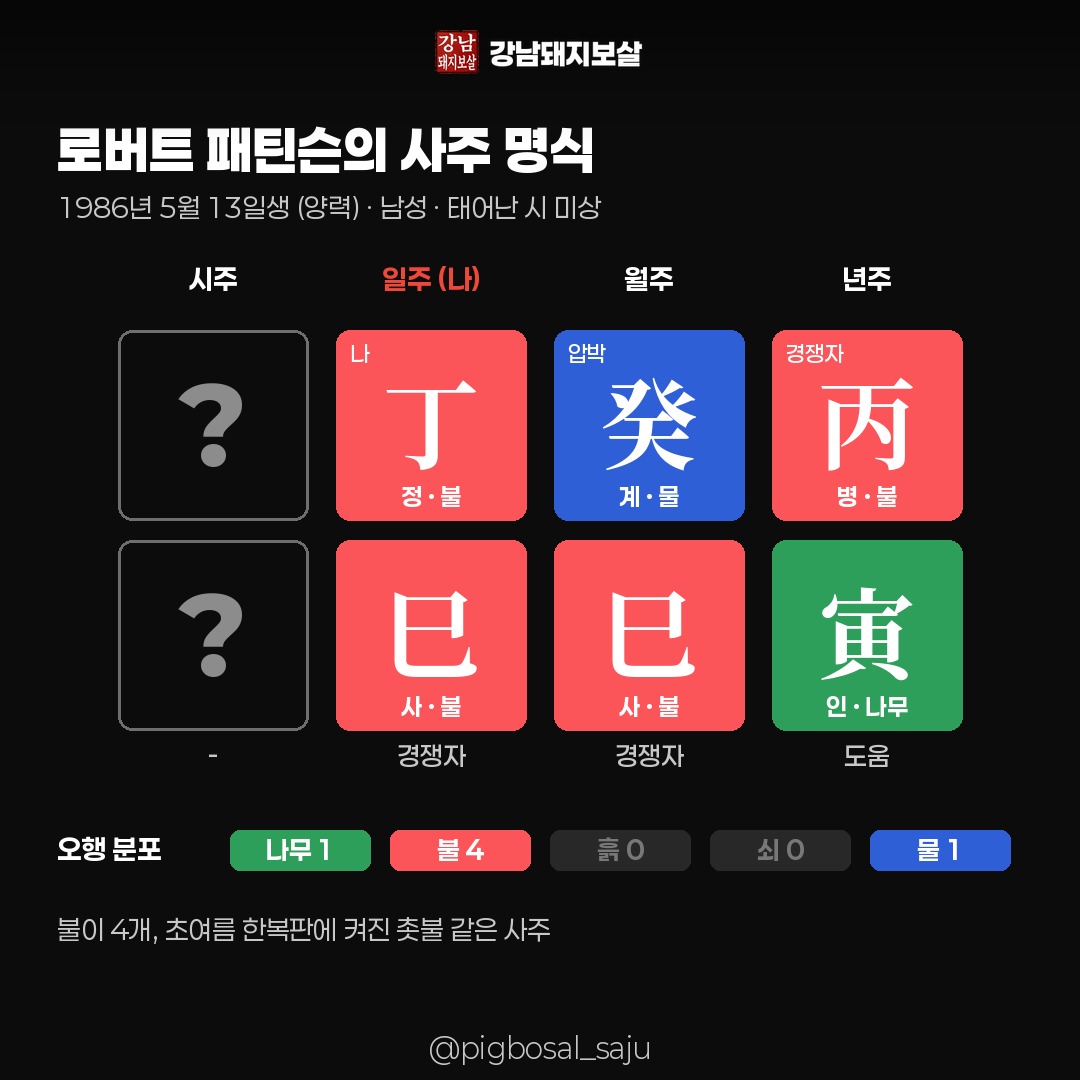 강남
돼지보살
강남돼지보살
로버트 패틴슨의 사주 명식
1986년 5월 13일생 (양력) · 남성 · 태어난 시 미상
시주 일주 (나) 월주 년주
? 나 丁 정 · 불 압박 癸 계 · 물 경쟁자 丙 병 · 불
? 巳 사 · 불 巳 사 · 불 寅 인 · 나무
- 경쟁자 경쟁자 도움
오행 분포 나무 1 불 4 흙 0 쇠 0 물 1
불이 4개, 초여름 한복판에 켜진 촛불 같은 사주
@pigbosal_saju